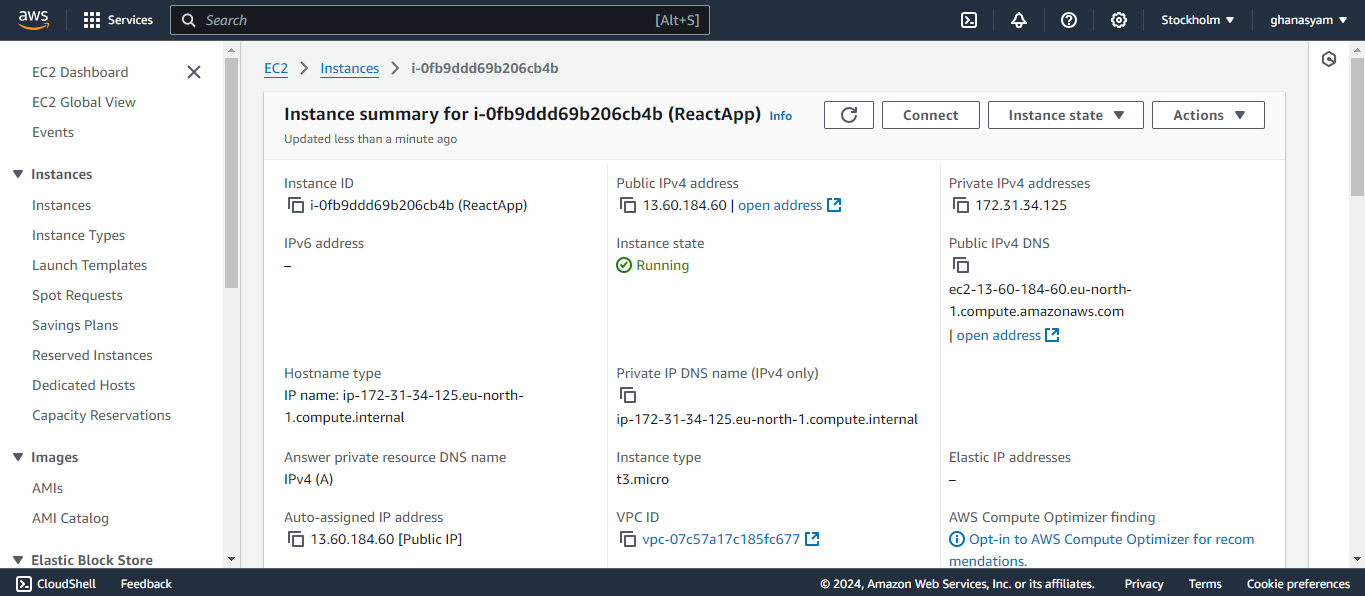 aws
Services
Search
[Alt+S]
Stockholm
ghanasyam
EC2 Dashboard
EC2 Global View
Events
Instances
Instances
Instance Types
Launch Templates
Spot Requests
Savings Plans
Reserved Instances
Dedicated Hosts
Capacity Reservations
Images
AMIs
AMI Catalog
Elastic Block Store
EC2
Instances
i-0fb9ddd69b206cb4b
Instance summary for i-0fb9ddd69b206cb4b (ReactApp) Info
Updated less than a minute ago
Connect
Instance state
Actions
Instance ID
i-0fb9ddd69b206cb4b (ReactApp)
Public IPv4 address
13.60.184.60 | open address
Private IPv4 addresses
172.31.34.125
IPv6 address
–
Instance state
Running
Public IPv4 DNS
ec2-13-60-184-60.eu-north-
1.compute.amazonaws.com
| open address
Hostname type
IP name: ip-172-31-34-125.eu-north-
1.compute.internal
Private IP DNS name (IPv4 only)
ip-172-31-34-125.eu-north-1.compute.internal
Answer private resource DNS name
IPv4 (A)
Instance type
t3.micro
Elastic IP addresses
–
Auto-assigned IP address
13.60.184.60 [Public IP]
VPC ID
vpc-07c57a17c185fc677
AWS Compute Optimizer finding
Opt-in to AWS Compute Optimizer for recom
mendations.
CloudShell
Feedback
© 2024, Amazon Web Services, Inc. or its affiliates.
Privacy
Terms
Cookie preferences